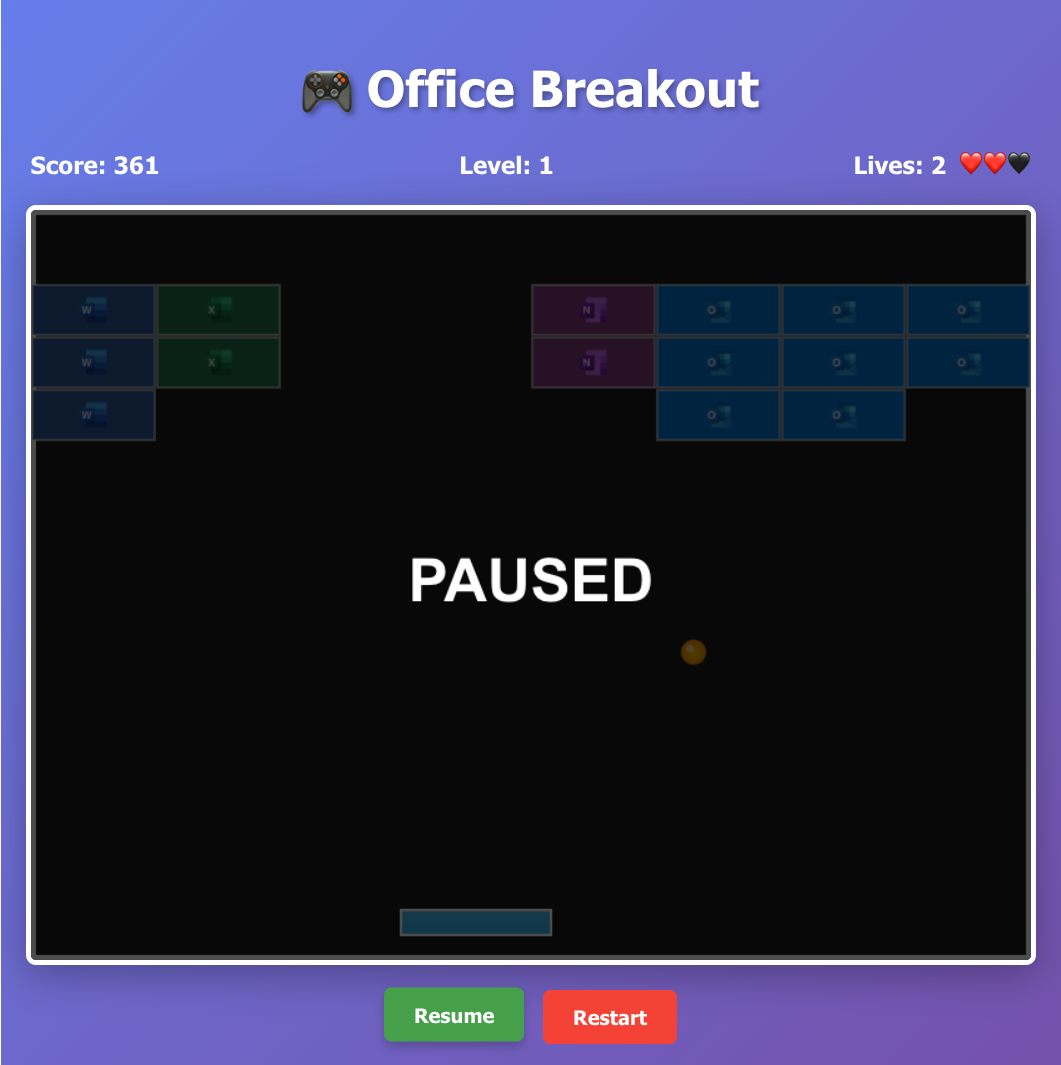 🎮 Office Breakout
Score: 361 Level: 1 Lives: 2 ❤️❤️🖤
W X N O O O
W X N O O O
W O O
PAUSED
Resume Restart